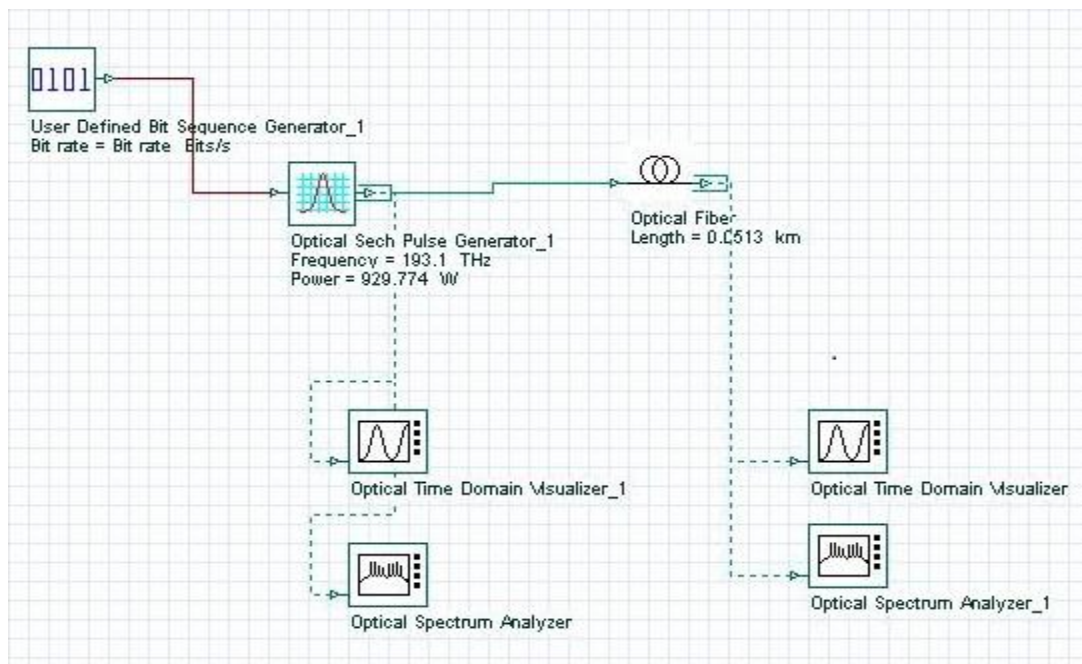 0101
User Defined Bit Sequence Generator_1
Bit rate = Bit rate Bits/s
Optical Sech Pulse Generator_1
Frequency = 193.1 THz
Power = 929.774 W
Optical Fiber
Length = 0.0513 km
Optical Time Domain Visualizer_1
Optical Time Domain Visualizer
Optical Spectrum Analyzer
Optical Spectrum Analyzer_1